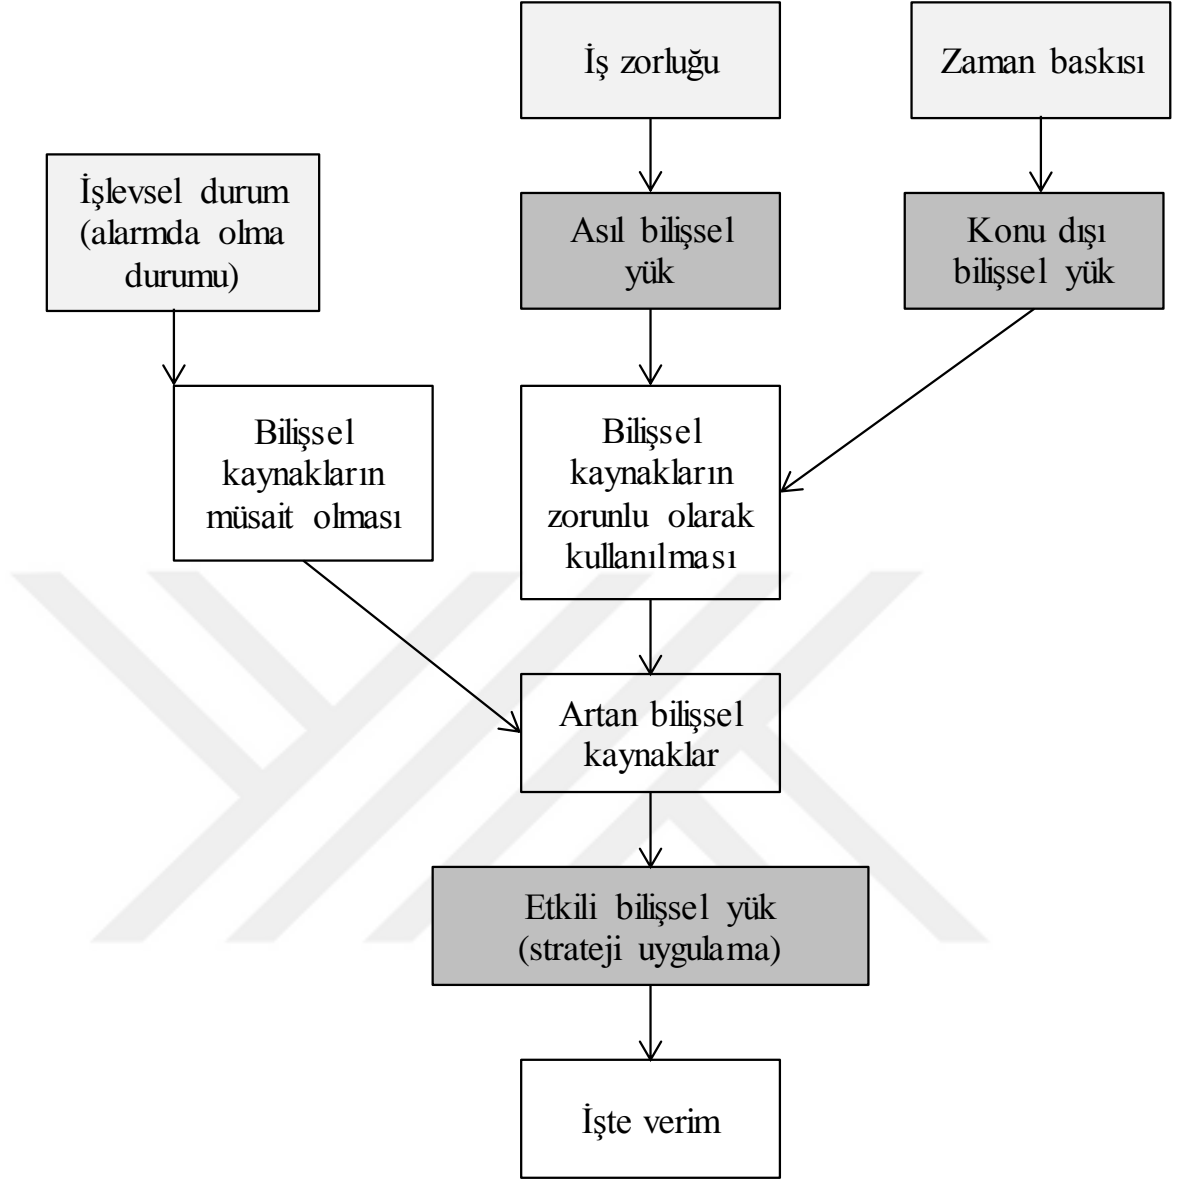 İş zorluğu
Zaman baskısı
İşlevsel durum
(alarmda olma
durumu)
Asıl bilişsel
yük
Konu dışı
bilişsel yük
Bilişsel
kaynakların
müsait olması
Bilişsel
kaynakların
zorunlu olarak
kullanılması
Artan bilişsel
kaynaklar
Etkili bilişsel yük
(strateji uygulama)
İşte verim